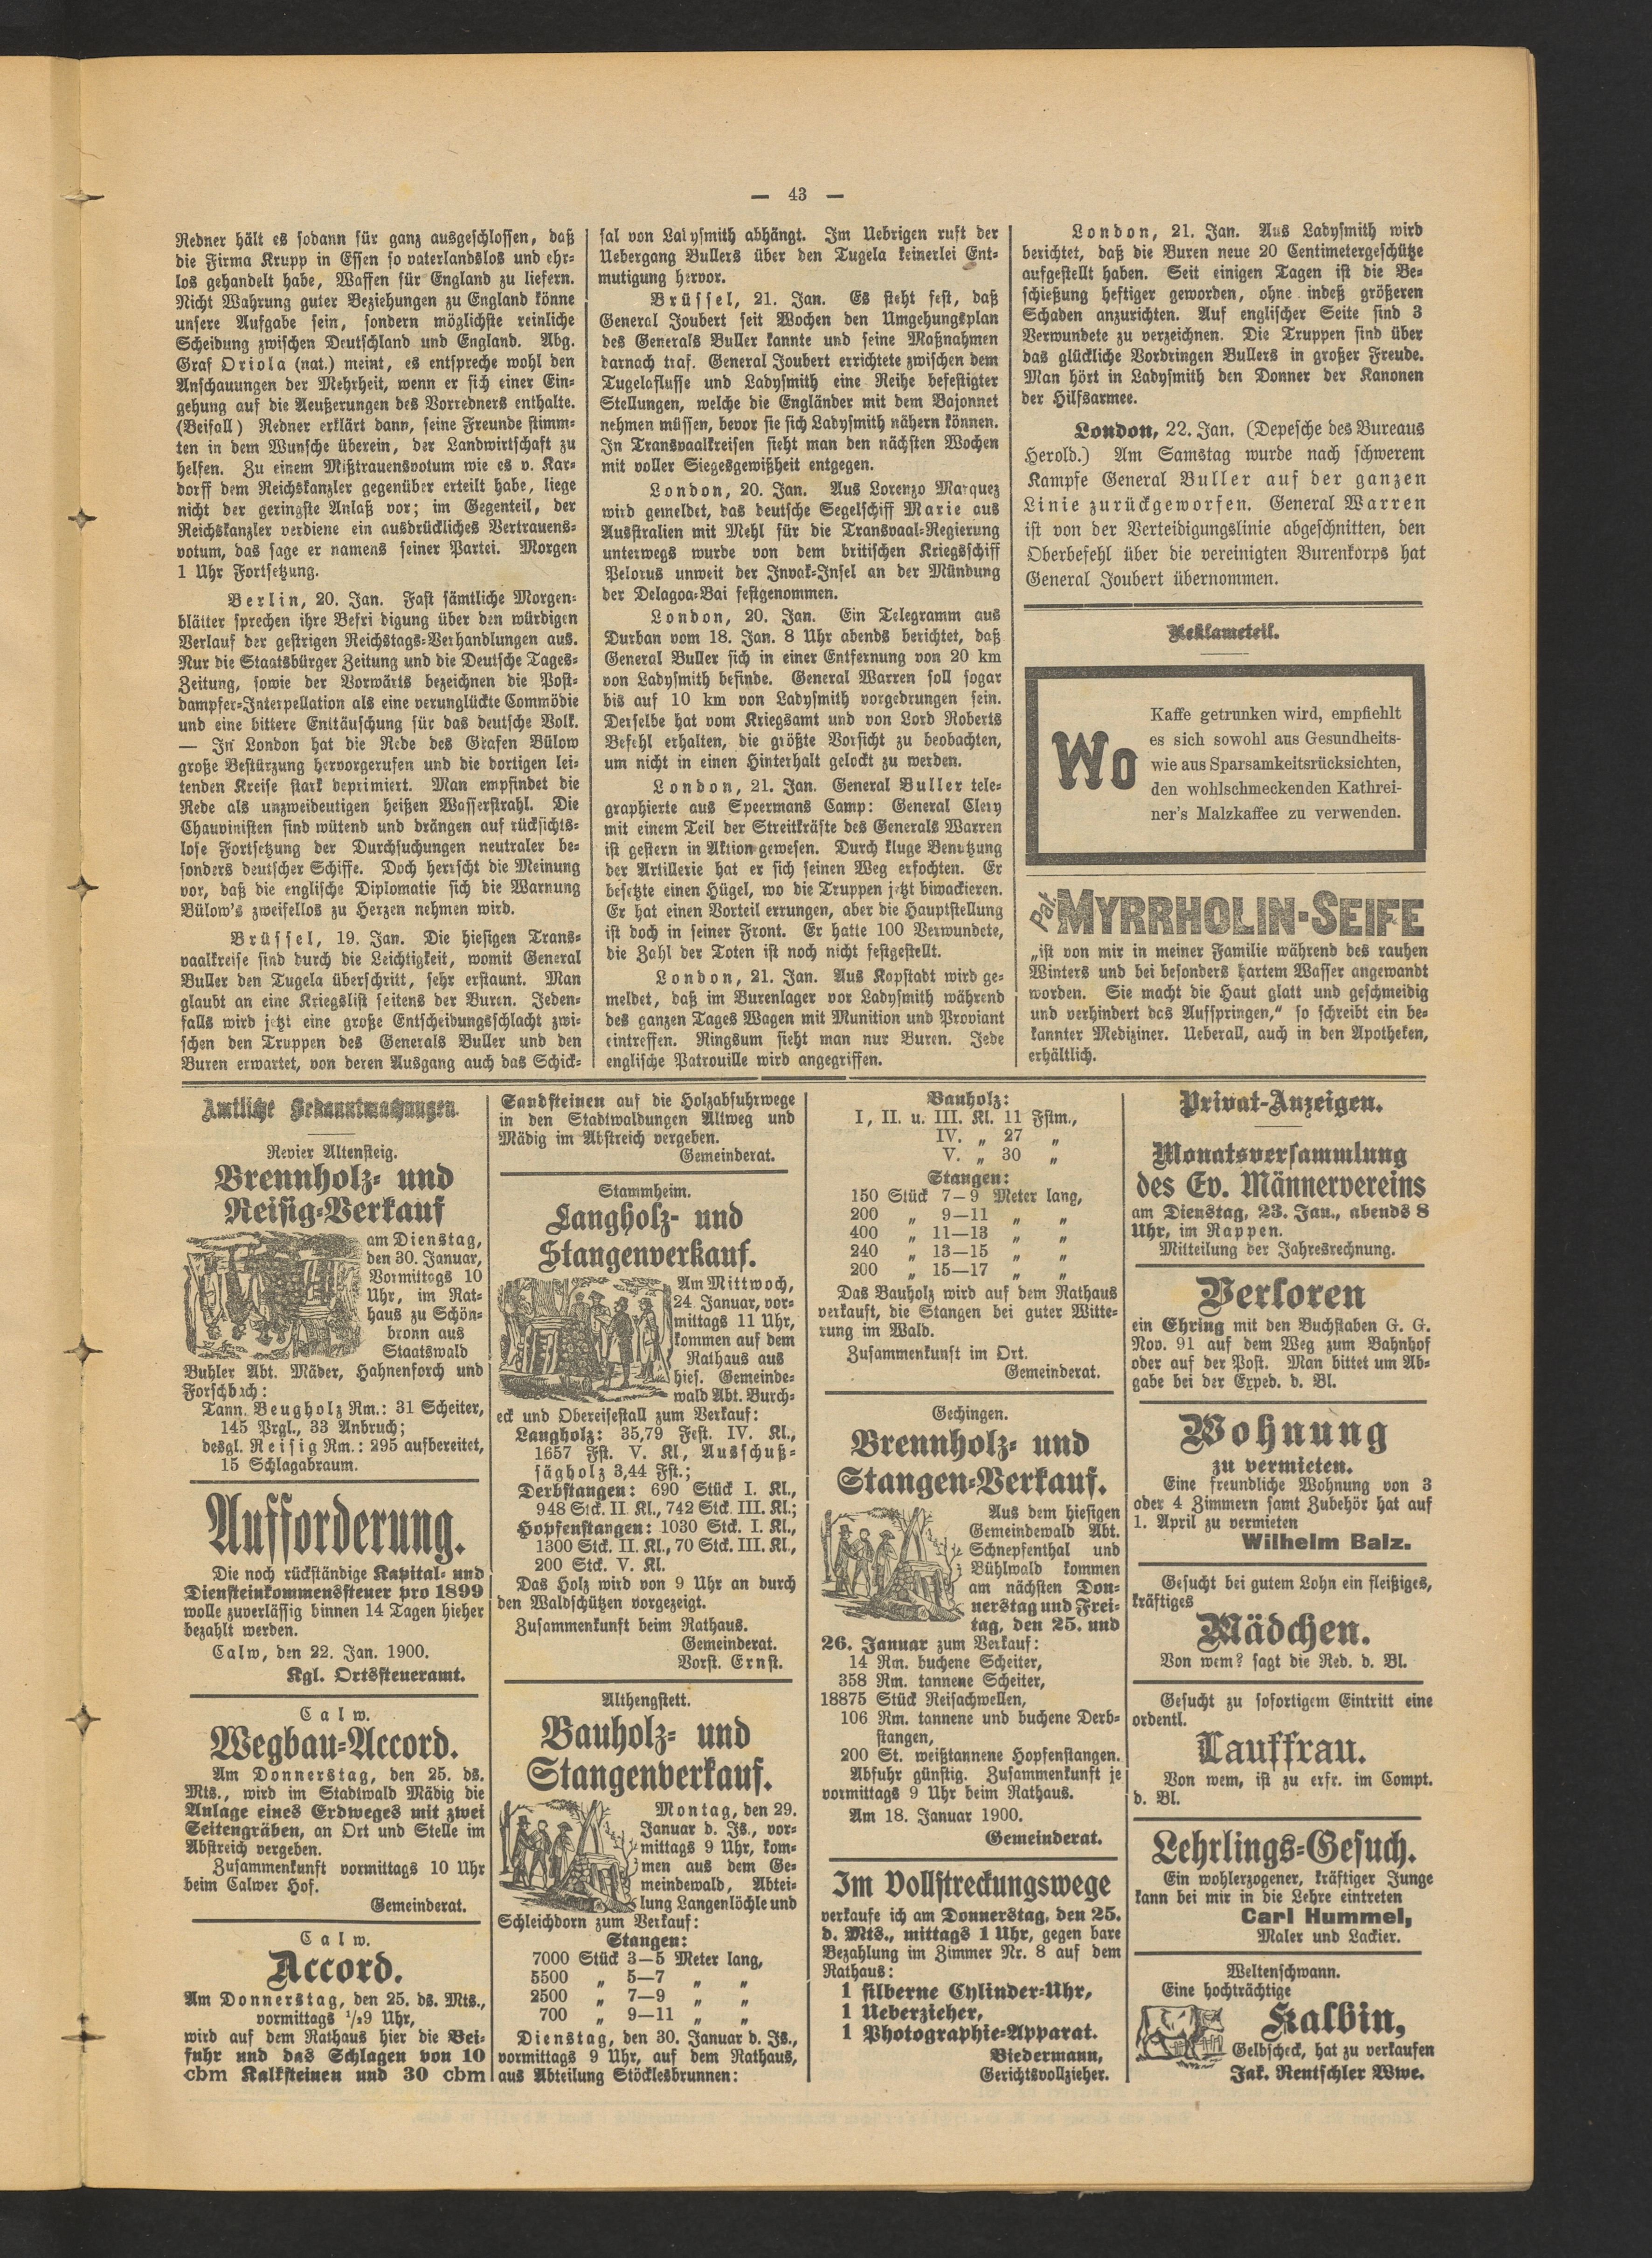 — 43 —
Redner hält es sodann für ganz ausgeschlossen, daß
die Firma Krupp in Essen so vaterlandslos und ehr-
los gehandelt habe, Waffen für England zu liefern.
Nicht Wahrung guter Beziehungen zu England könne
unsere Aufgabe sein, sondern möglichste reinliche
Scheidung zwischen Deutschland und England. Abg.
Graf Oriola (nat.) meint, es entspreche wohl den
Anschauungen der Mehrheit, wenn er sich einer Ein-
gehung auf die Aeußerungen des Vorredners enthalte.
(Beifall) Redner erklärt dann, seine Freunde stimm-
ten in dem Wunsche überein, der Landwirtschaft zu
helfen. Zu einem Mißtrauensvotum wie es v. Kar-
dorff dem Reichskanzler gegenüber erteilt habe, liege
nicht der geringste Anlaß vor; im Gegenteil, der
Reichskanzler verdiene ein ausdrückliches Vertrauens-
votum, das sage er namens seiner Partei. Morgen
1 Uhr Fortsetzung.
Berlin, 20. Jan. Fast sämtliche Morgen-
blätter sprechen ihre Befri digung über den würdigen
Verlauf der gestrigen Reichstags-Verhandlungen aus.
Nur die Staatsbürger Zeitung und die Deutsche Tages-
Zeitung, sowie der Vorwärts bezeichnen die Post-
dampfer-Interpellation als eine verunglückte Commödie
und eine bittere Enttäuschung für das deutsche Volk.
— In London hat die Rede des Grafen Bülow
große Bestürzung hervorgerufen und die dortigen lei-
tenden Kreise stark deprimiert. Man empfindet die
Rede als unzweideutigen heißen Wasserstrahl. Die
Chauvinisten sind wütend und drängen auf rücksichts-
lose Fortsetzung der Durchsuchungen neutraler be-
sonders deutscher Schiffe. Doch herrscht die Meinung
vor, daß die englische Diplomatie sich die Warnung
Bülow's zweifellos zu Herzen nehmen wird.
Brüssel, 19. Jan. Die hiesigen Trans-
vaalkreise sind durch die Leichtigkeit, womit General
Buller den Tugela überschritt, sehr erstaunt. Man
glaubt an eine Kriegslist seitens der Buren. Jeden-
falls wird jetzt eine große Entscheidungsschlacht zwi-
schen den Truppen des Generals Buller und den
Buren erwartet, von deren Ausgang auch das Schick-
sal von Ladysmith abhängt. Im Uebrigen ruft der
Uebergang Bullers über den Tugela keinerlei Ent-
mutigung hervor.
Brüssel, 21. Jan. Es steht fest, daß
General Joubert seit Wochen den Umgehungsplan
des Generals Buller kannte und seine Maßnahmen
darnach traf. General Joubert errichtete zwischen dem
Tugelaflusse und Ladysmith eine Reihe befestigter
Stellungen, welche die Engländer mit dem Bajonnet
nehmen müssen, bevor sie sich Ladysmith nähern können.
In Transvaalkreisen sieht man den nächsten Wochen
mit voller Siegesgewißheit entgegen.
London, 20. Jan. Aus Lorenzo Marquez
wird gemeldet, das deutsche Segelschiff Marie aus
Australien mit Mehl für die Transvaal-Regierung
unterwegs wurde von dem britischen Kriegsschiff
Pelorus unweit der Invak-Insel an der Mündung
der Delagoa-Bai festgenommen.
London, 20. Jan. Ein Telegramm aus
Durban vom 18. Jan. 8 Uhr abends berichtet, daß
General Buller sich in einer Entfernung von 20 km
von Ladysmith befinde. General Warren soll sogar
bis auf 10 km von Ladysmith vorgedrungen sein.
Derselbe hat vom Kriegsamt und von Lord Roberts
Befehl erhalten, die größte Vorsicht zu beobachten,
um nicht in einen Hinterhalt gelockt zu werden.
London, 21. Jan. General Buller tele-
graphierte aus Speermans Camp: General Clery
mit einem Teil der Streitkräfte des Generals Warren
ist gestern in Aktion gewesen. Durch kluge Benutzung
der Artillerie hat er sich seinen Weg erfochten. Er
besetzte einen Hügel, wo die Truppen jetzt biwackieren.
Er hat einen Vorteil errungen, aber die Hauptstellung
ist doch in seiner Front. Er hatte 100 Verwundete,
die Zahl der Toten ist noch nicht festgestellt.
London, 21. Jan. Aus Kapstadt wird ge-
meldet, daß im Burenlager vor Ladysmith während
des ganzen Tages Wagen mit Munition und Proviant
eintreffen. Ringsum sieht man nur Buren. Jede
englische Patrouille wird angegriffen.
London, 21. Jan. Aus Ladysmith wird
berichtet, daß die Buren neue 20 Centimetergeschütze
aufgestellt haben. Seit einigen Tagen ist die Be-
schießung heftiger geworden, ohne indeß größeren
Schaden anzurichten. Auf englischer Seite sind 3
Verwundete zu verzeichnen. Die Truppen sind über
das glückliche Vordringen Bullers in großer Freude.
Man hört in Ladysmith den Donner der Kanonen
der Hilfsarmee.
London, 22. Jan. (Depesche des Bureaus
Herold.) Am Samstag wurde nach schwerem
Kampfe General Buller auf der ganzen
Linie zurückgeworfen. General Warren
ist von der Verteidigungslinie abgeschnitten, den
Oberbefehl über die vereinigten Burenkorps hat
General Joubert übernommen.
Reklameteil.
Wo
Kaffe getrunken wird, empfiehlt
es sich sowohl aus Gesundheits-
wie aus Sparsamkeitsrücksichten,
den wohlschmeckenden Kathrei-
ner's Malzkaffee zu verwenden.
Pat. MYRRHOLIN-SEIFE
„ist von mir in meiner Familie während des rauhen
Winters und bei besonders hartem Wasser angewandt
worden. Sie macht die Haut glatt und geschmeidig
und verhindert das Aufspringen,“ so schreibt ein be-
kannter Mediziner. Ueberall, auch in den Apotheken,
erhältlich.
Amtliche Bekanntmachungen.
Revier Altensteig.
Brennholz- und
Reisig-Verkauf
am Dienstag,
den 30. Januar,
Vormittags 10
Uhr, im Rat-
haus zu Schön-
bronn aus
Staatswald
Buhler Abt. Mäder, Hahnenforch und
Forschbach:
Tann. Beugholz Rm.: 31 Scheiter,
145 Prgl., 33 Anbruch;
desgl. Reisig Rm.: 295 aufbereitet,
15 Schlagabraum.
Aufforderung.
Die noch rückständige Kapital- und
Diensteinkommensteuer pro 1899
wolle zuverlässig binnen 14 Tagen hieher
bezahlt werden.
Calw, den 22. Jan. 1900.
Kgl. Ortssteueramt.
Calw.
Wegbau-Accord.
Am Donnerstag, den 25. ds.
Mts., wird im Stadtwald Mädig die
Anlage eines Erdweges mit zwei
Seitengräben, an Ort und Stelle im
Abstreich vergeben.
Zusammenkunft vormittags 10 Uhr
beim Calwer Hof.
Gemeinderat.
Calw.
Accord.
Am Donnerstag, den 25. ds. Mts.,
vormittags 1/29 Uhr,
wird auf dem Rathaus hier die Bei-
fuhr und das Schlagen von 10
cbm Kalksteinen und 30 cbm
Sandsteinen auf die Holzabfuhrwege
in den Stadtwaldungen Altweg und
Mädig im Abstreich vergeben.
Gemeinderat.
Stammheim.
Langholz- und
Stangenverkauf.
Am Mittwoch,
24. Januar, vor-
mittags 11 Uhr,
kommen auf dem
Rathaus aus
hies. Gemeinde-
wald Abt. Burch-
eck und Obereisestall zum Verkauf:
Langholz: 35,79 Fest. IV. Kl.,
1657 Fst. V. Kl, Ausschuß-
sägholz 3,44 Fst.;
Derbstangen: 690 Stück I. Kl.,
948 Stck. II. Kl., 742 Stck. III. Kl.;
Hopfenstangen: 1030 Stck. I. Kl.,
1300 Stck. II. Kl., 70 Stck. III. Kl.,
200 Stck. V. Kl.
Das Holz wird von 9 Uhr an durch
den Waldschützen vorgezeigt.
Zusammenkunft beim Rathaus.
Gemeinderat.
Vorst. Ernst.
Althengstett.
Bauholz- und
Stangenverkauf.
Montag, den 29.
Januar d. Js., vor-
mittags 9 Uhr, kom-
men aus dem Ge-
meindewald, Abtei-
lung Langenlöchle und
Schleichdorn zum Verkauf:
Stangen:
7000 Stück 3—5 Meter lang,
5500 „ 5—7 „ „
2500 „ 7—9 „ „
700 „ 9—11 „ „
Dienstag, den 30. Januar d. Js.,
vormittags 9 Uhr, auf dem Rathaus,
aus Abteilung Stöcklesbrunnen:
Bauholz:
I, II. u. III. Kl. 11 Fstm.,
IV. „ 27 „
V. „ 30 „
Stangen:
150 Stück 7—9 Meter lang,
200 „ 9—11 „ „
400 „ 11—13 „ „
240 „ 13—15 „ „
200 „ 15—17 „ „
Das Bauholz wird auf dem Rathaus
verkauft, die Stangen bei guter Witte-
rung im Wald.
Zusammenkunft im Ort.
Gemeinderat.
Gechingen.
Brennholz- und
Stangen-Verkauf.
Aus dem hiesigen
Gemeindewald Abt.
Schnepfenthal und
Bühlwald kommen
am nächsten Don-
nerstag und Frei-
tag, den 25. und
26. Januar zum Verkauf:
14 Rm. buchene Scheiter,
358 Rm. tannene Scheiter,
18875 Stück Reisachwellen,
106 Rm. tannene und buchene Derb-
stangen,
200 St. weißtannene Hopfenstangen.
Abfuhr günstig. Zusammenkunft je
vormittags 9 Uhr beim Rathaus.
Am 18. Januar 1900.
Gemeinderat.
Im Vollstreckungswege
verkaufe ich am Donnerstag, den 25.
d. Mts., mittags 1 Uhr, gegen bare
Bezahlung im Zimmer Nr. 8 auf dem
Rathaus:
1 silberne Cylinder-Uhr,
1 Ueberzieher,
1 Photographie-Apparat.
Biedermann,
Gerichtsvollzieher.
Privat-Anzeigen.
Monatsversammlung
des Ev. Männervereins
am Dienstag, 23. Jan., abends 8
Uhr, im Rappen.
Mitteilung der Jahresrechnung.
Verloren
ein Ehring mit den Buchstaben G. G.
Nov. 91 auf dem Weg zum Bahnhof
oder auf der Post. Man bittet um Ab-
gabe bei der Exped. d. Bl.
Wohnung
zu vermieten.
Eine freundliche Wohnung von 3
oder 4 Zimmern samt Zubehör hat auf
1. April zu vermieten
Wilhelm Balz.
Gesucht bei gutem Lohn ein fleißiges,
kräftiges
Mädchen.
Von wem? sagt die Red. d. Bl.
Gesucht zu sofortigem Eintritt eine
ordentl.
Lauffrau.
Von wem, ist zu erfr. im Compt.
d. Bl.
Lehrlings-Gesuch.
Ein wohlerzogener, kräftiger Junge
kann bei mir in die Lehre eintreten
Carl Hummel,
Maler und Lackier.
Weltenschwann.
Eine hochträchtige
Kalbin,
Gelbscheck, hat zu verkaufen
Jak. Rentschler Wwe.